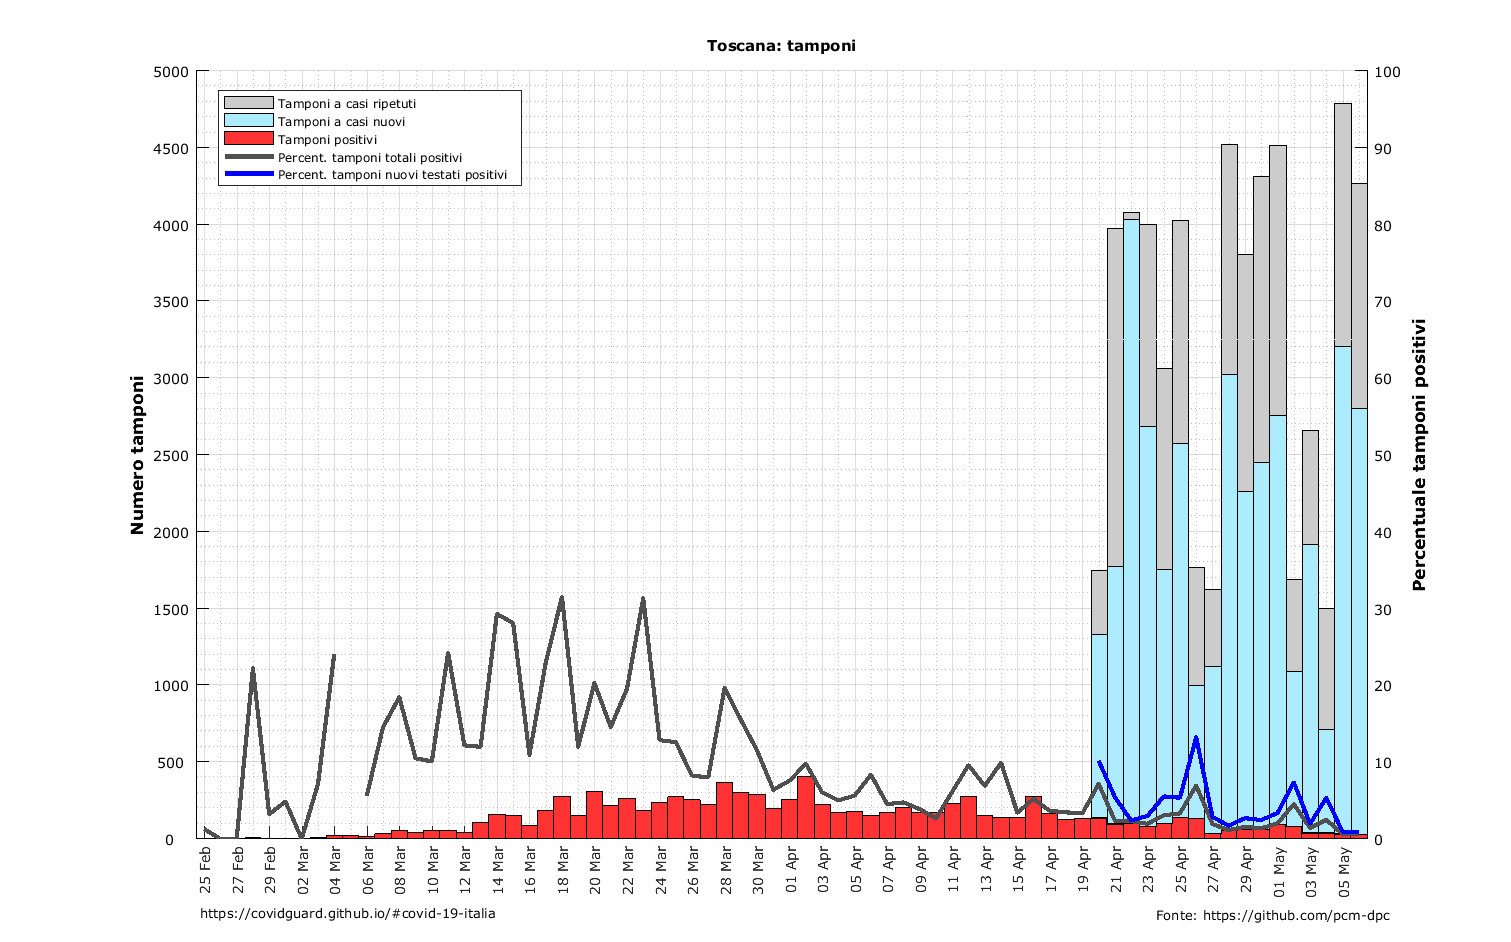 Toscana: tamponi
Tamponi a casi ripetuti
Tamponi a casi nuovi
Tamponi positivi
Percent. tamponi totali positivi
Percent. tamponi nuovi testati positivi
Numero tamponi
5000
4500
4000
3500
3000
2500
2000
1500
1000
500
0
Percentuale tamponi positivi
100
90
80
70
60
50
40
30
20
10
0
25 Feb
27 Feb
29 Feb
02 Mar
04 Mar
06 Mar
08 Mar
10 Mar
12 Mar
14 Mar
16 Mar
18 Mar
20 Mar
22 Mar
24 Mar
26 Mar
28 Mar
30 Mar
01 Apr
03 Apr
05 Apr
07 Apr
09 Apr
11 Apr
13 Apr
15 Apr
17 Apr
19 Apr
21 Apr
23 Apr
25 Apr
27 Apr
29 Apr
01 May
03 May
05 May
https://covidguard.github.io/#covid-19-italia
Fonte: https://github.com/pcm-dpc